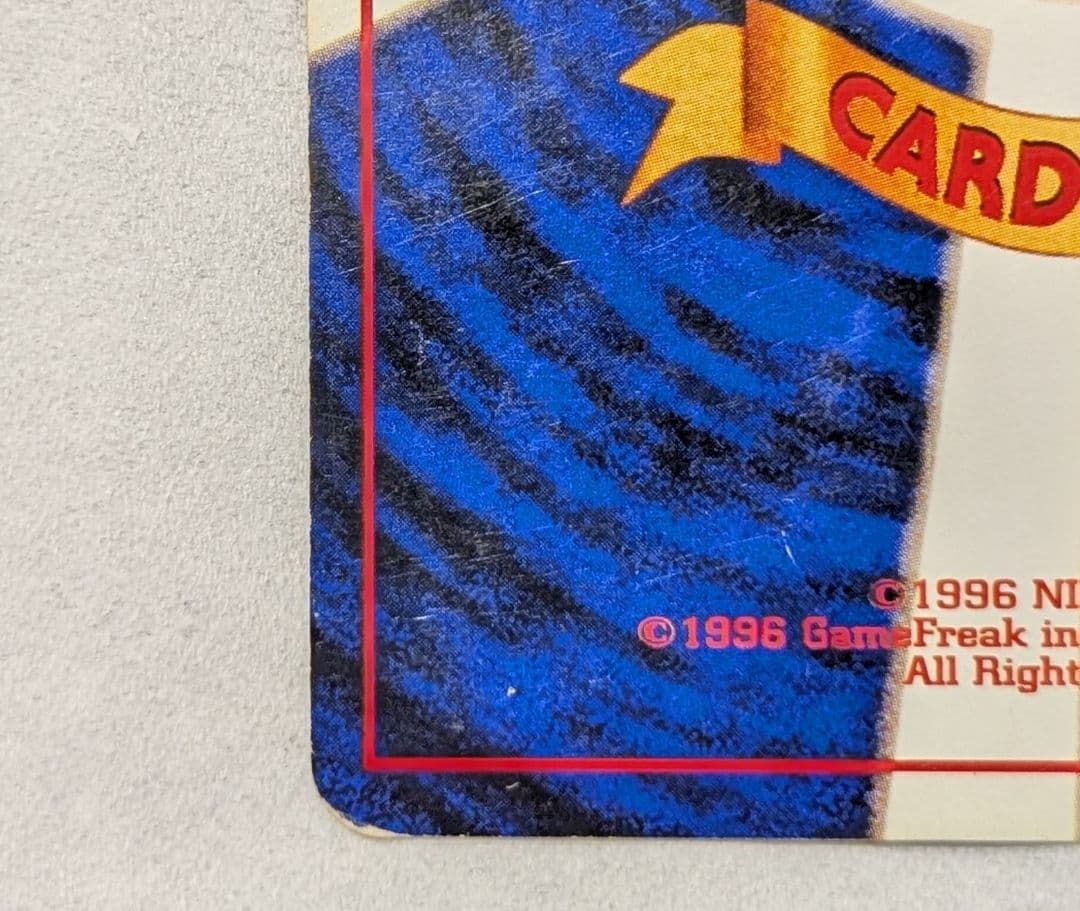 CARD
©1996 NI
©1996 GameFreak in
All Right